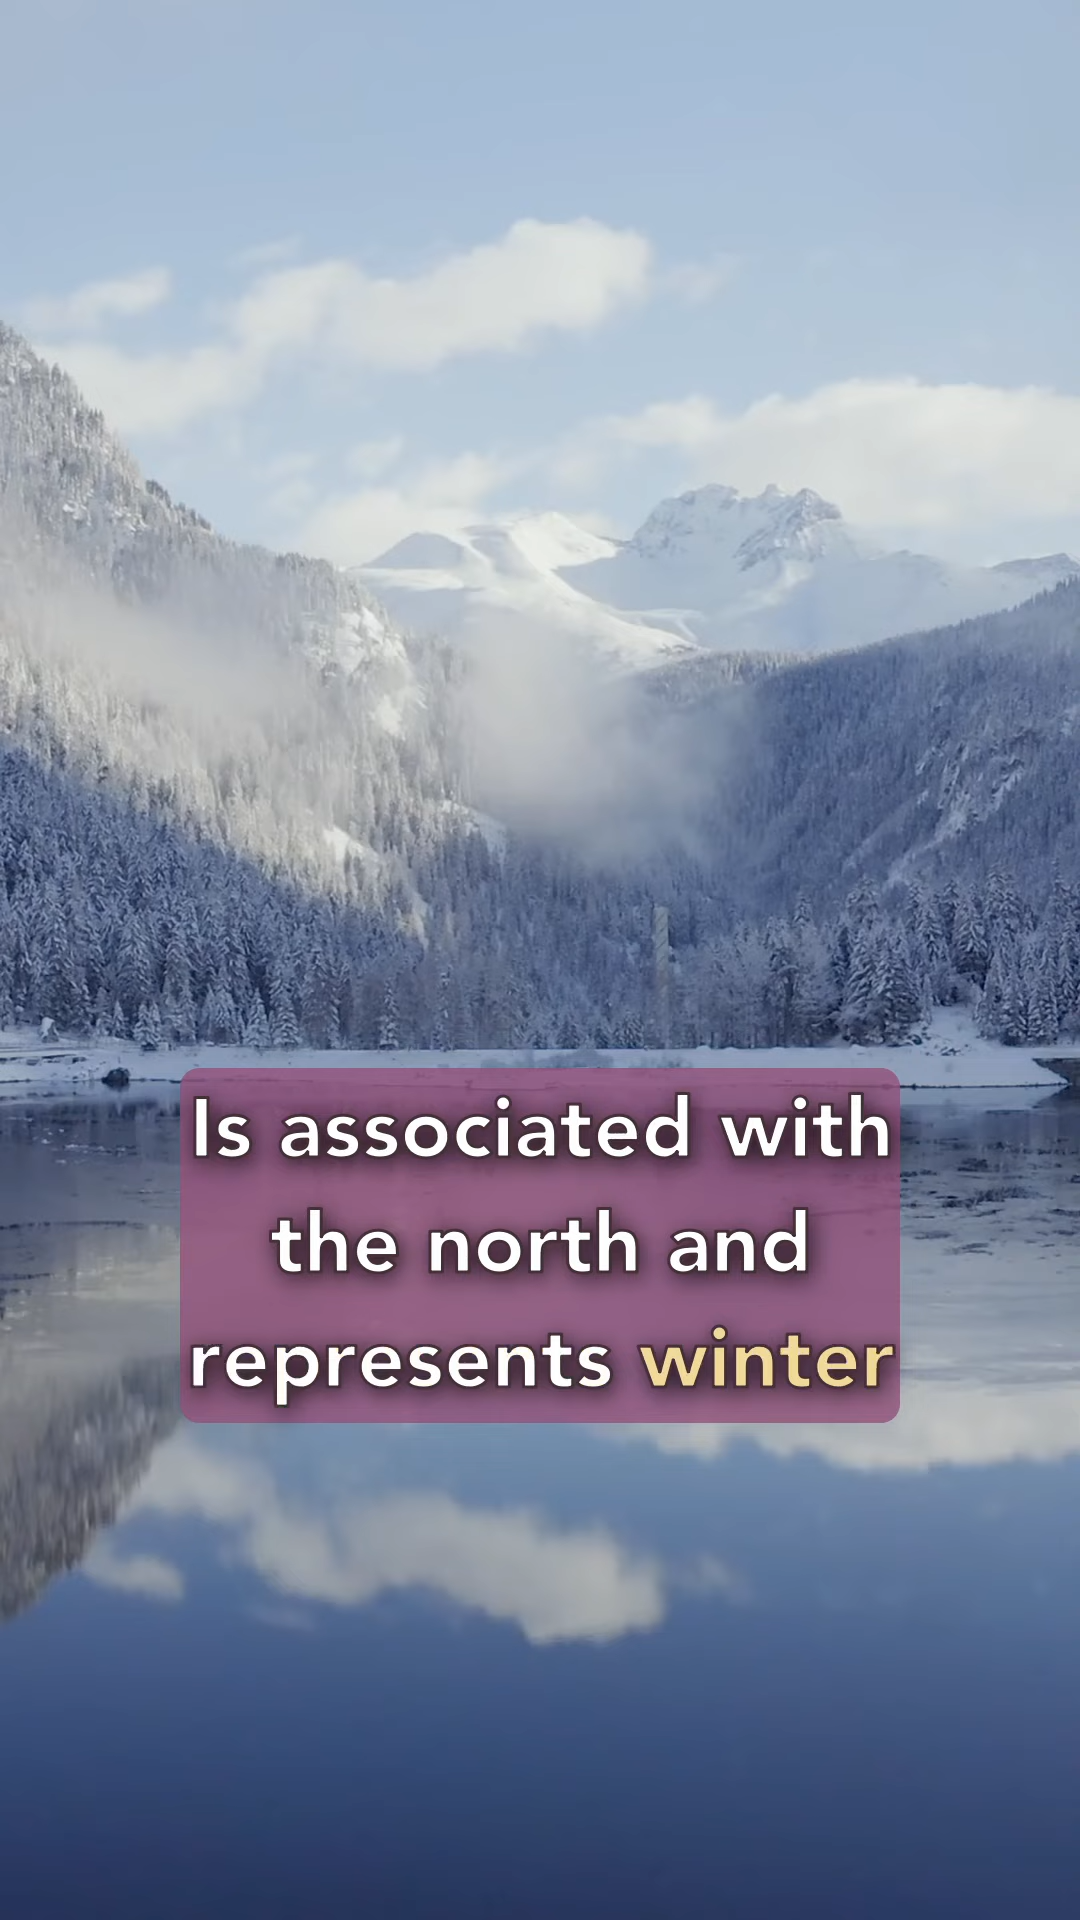 Is associated with
the north and
represents winter